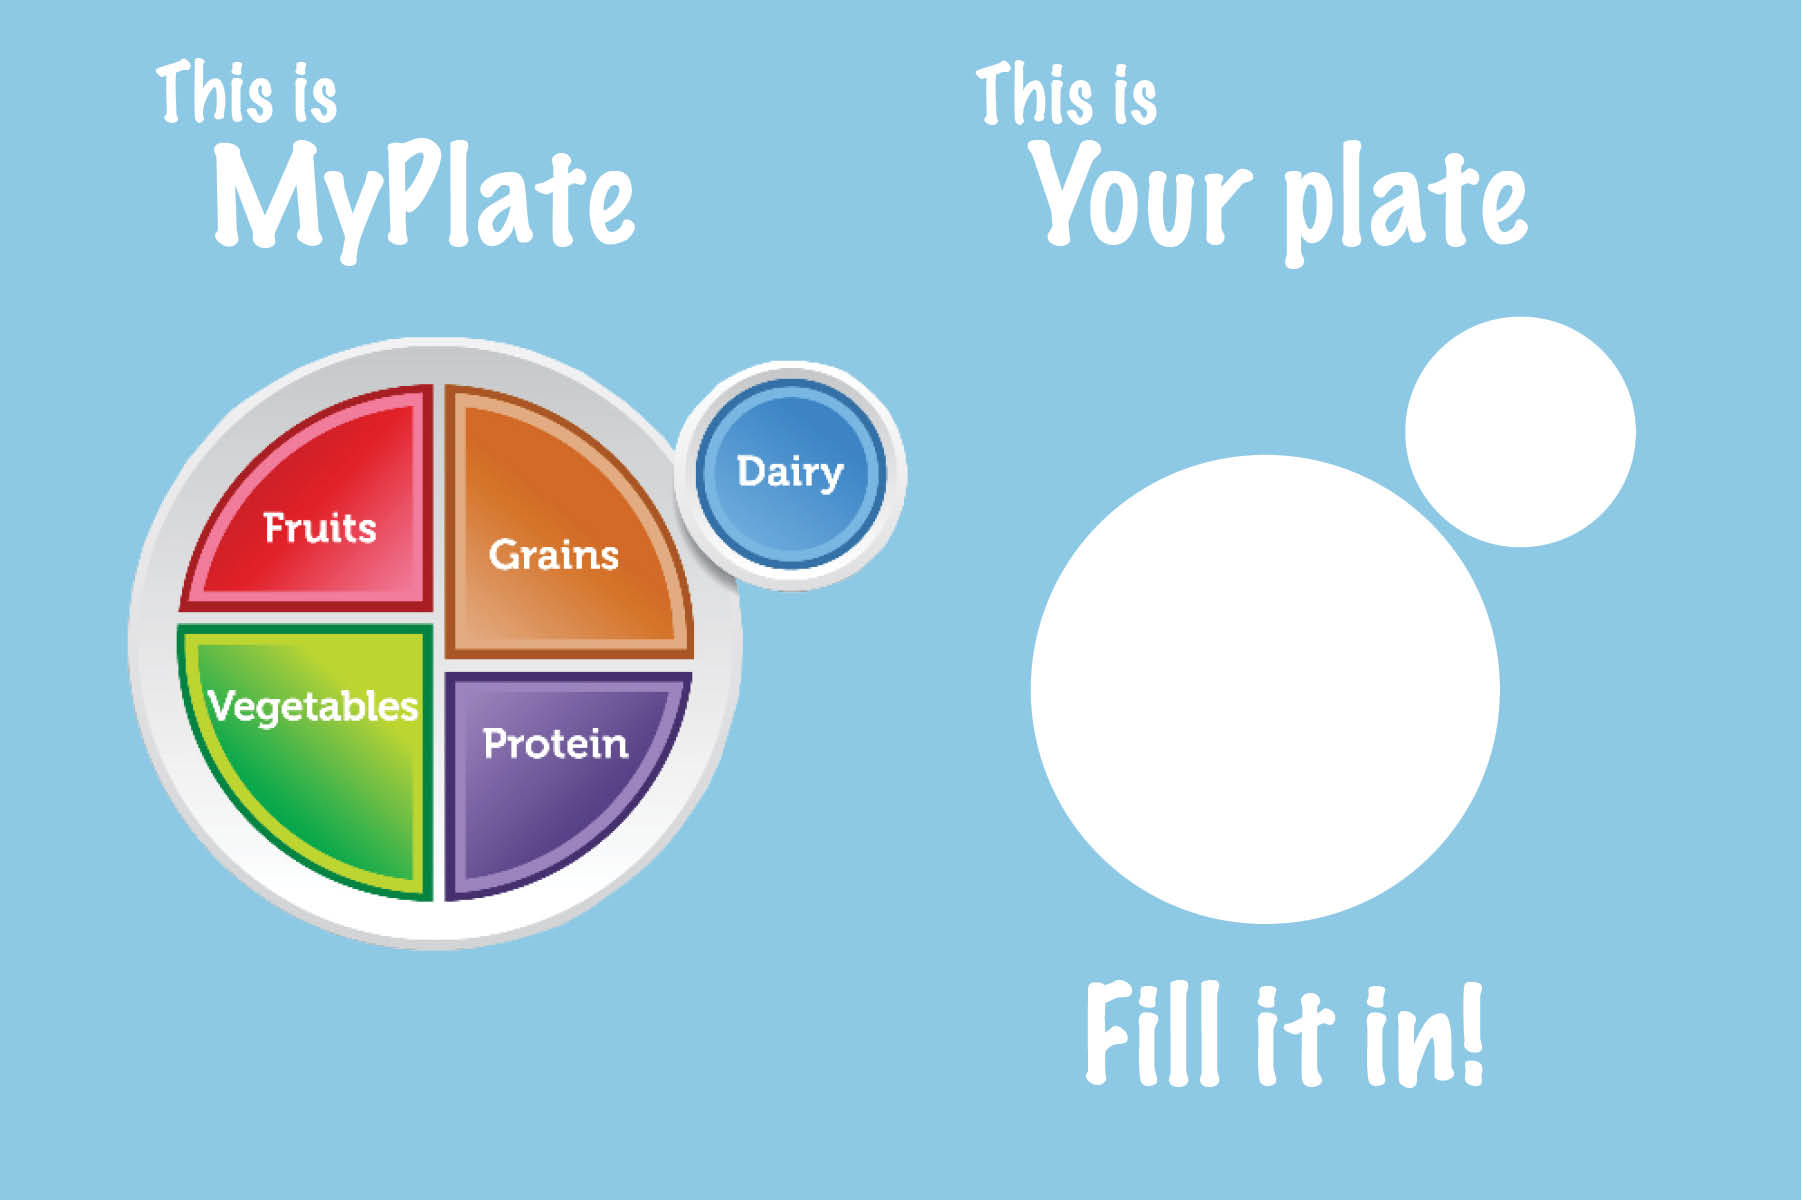 This is
MyPlate
Fruits
Grains
Dairy
Vegetables
Protein
This is
Your plate
Fill it in!